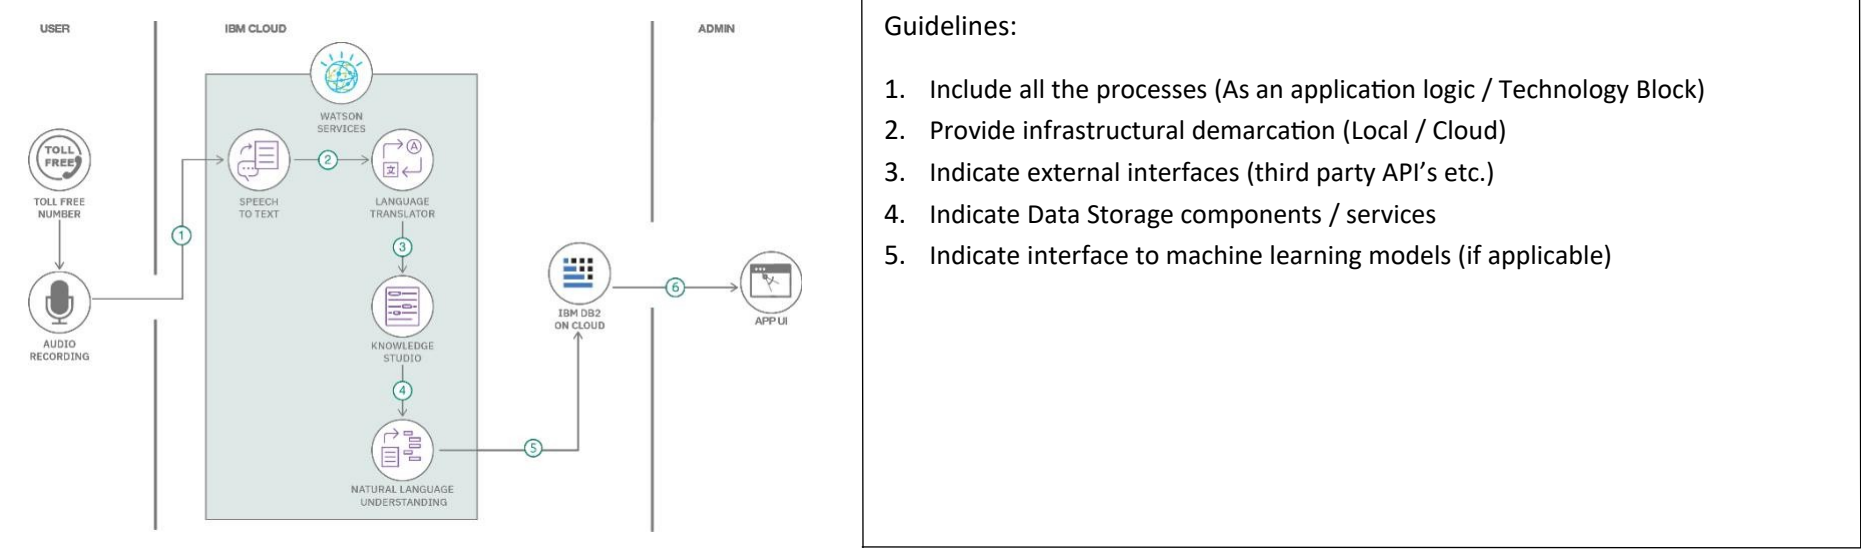 USER
IBM CLOUD
ADMIN
WATSON
SERVICES
TOLL
FREE
TOLL FREE
NUMBER
SPEECH
TO TEXT
A
文
LANGUAGE
TRANSLATOR
1
2
3
AUDIO
RECORDING
KNOWLEDGE
STUDIO
4
NATURAL LANGUAGE
UNDERSTANDING
5
IBM DB2
ON CLOUD
6
APP UI
Guidelines:
1. Include all the processes (As an application logic / Technology Block)
2. Provide infrastructural demarcation (Local / Cloud)
3. Indicate external interfaces (third party API’s etc.)
4. Indicate Data Storage components / services
5. Indicate interface to machine learning models (if applicable)